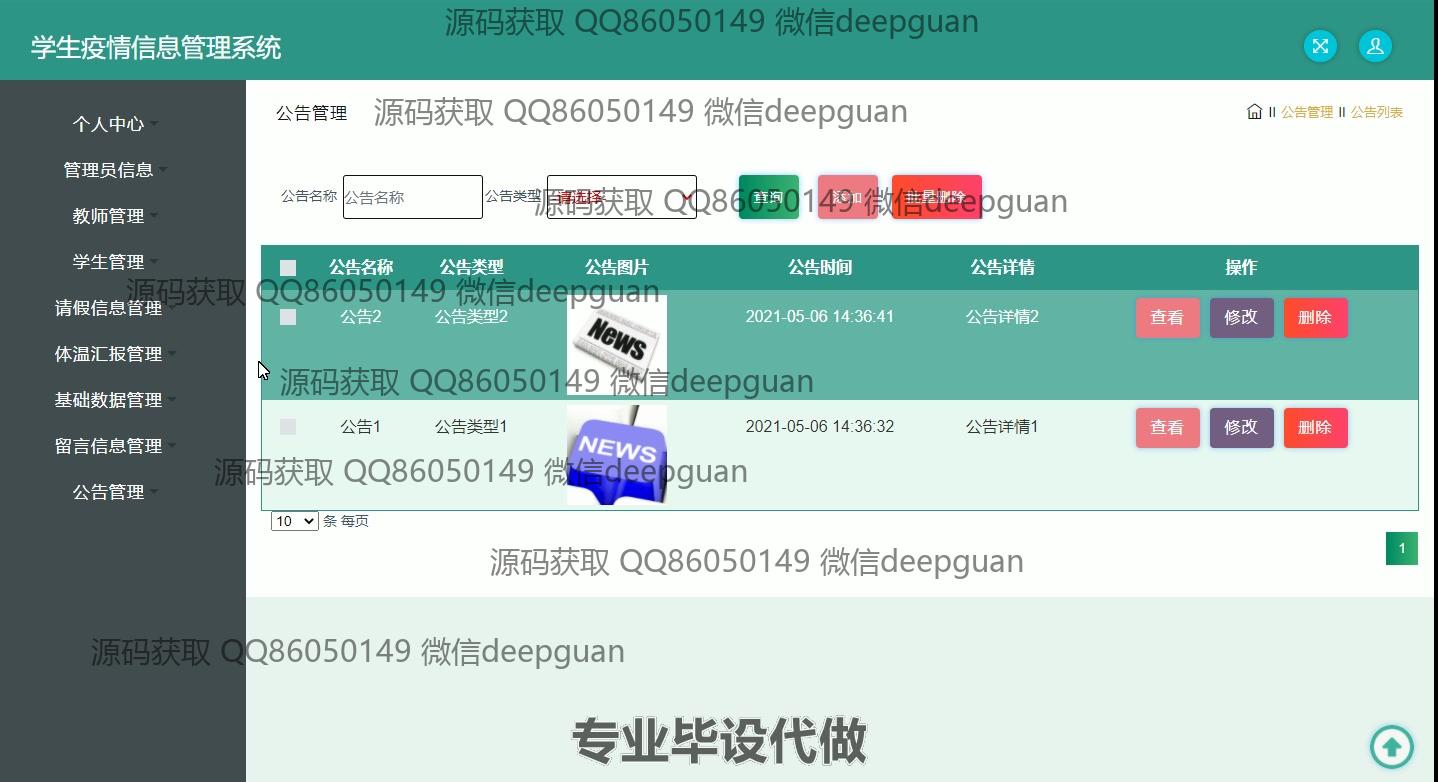 源码获取 QQ86050149 微信deepguan
学生疫情信息管理系统
个人中心
管理员信息
教师管理
学生管理
请假信息管理
体温汇报管理
基础数据管理
留言信息管理
公告管理
公告管理
源码获取 QQ86050149 微信deepguan
II 公告管理 II 公告列表
公告名称 公告名称 公告类型 请选择 查询 添加 批量删除
源码获取 QQ86050149 微信deepguan
公告名称 公告类型 公告图片 公告时间 公告详情 操作
源码获取 QQ86050149 微信deepguan
公告2 公告类型2 NEWS 2021-05-06 14:36:41 公告详情2 查看 修改 删除
源码获取 QQ86050149 微信deepguan
公告1 公告类型1 NEWS 2021-05-06 14:36:32 公告详情1 查看 修改 删除
源码获取 QQ86050149 微信deepguan
10 条 每页
1
源码获取 QQ86050149 微信deepguan
源码获取 QQ86050149 微信deepguan
专业毕设代做